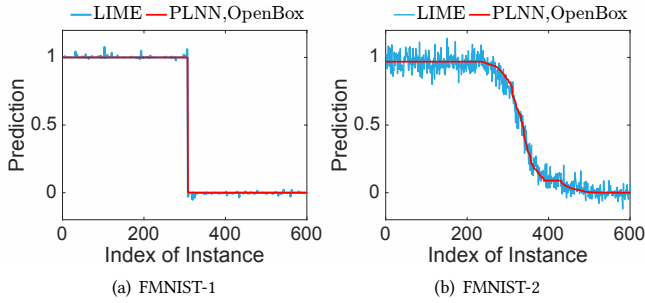 LIME PLNN,OpenBox
Prediction
1
0.5
0
0 200 400 600
Index of Instance
(a) FMNIST-1
LIME PLNN,OpenBox
Prediction
1
0.5
0
0 200 400 600
Index of Instance
(b) FMNIST-2